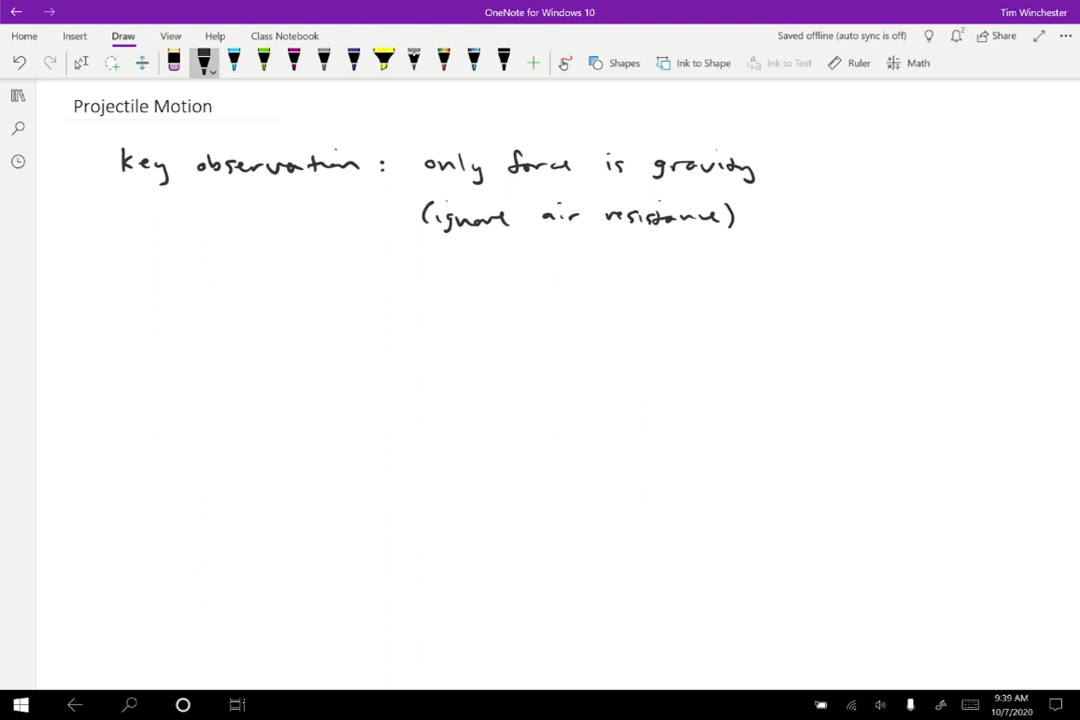 OneNote for Windows 10
Tim Winchester
Home Insert Draw View Help Class Notebook
Saved offline (auto sync is off) Share
Shapes Ink to Shape Ink to Text Ruler Math
Projectile Motion
key observation: only force is gravity
(ignore air resistance)
9:39 AM
10/7/2020